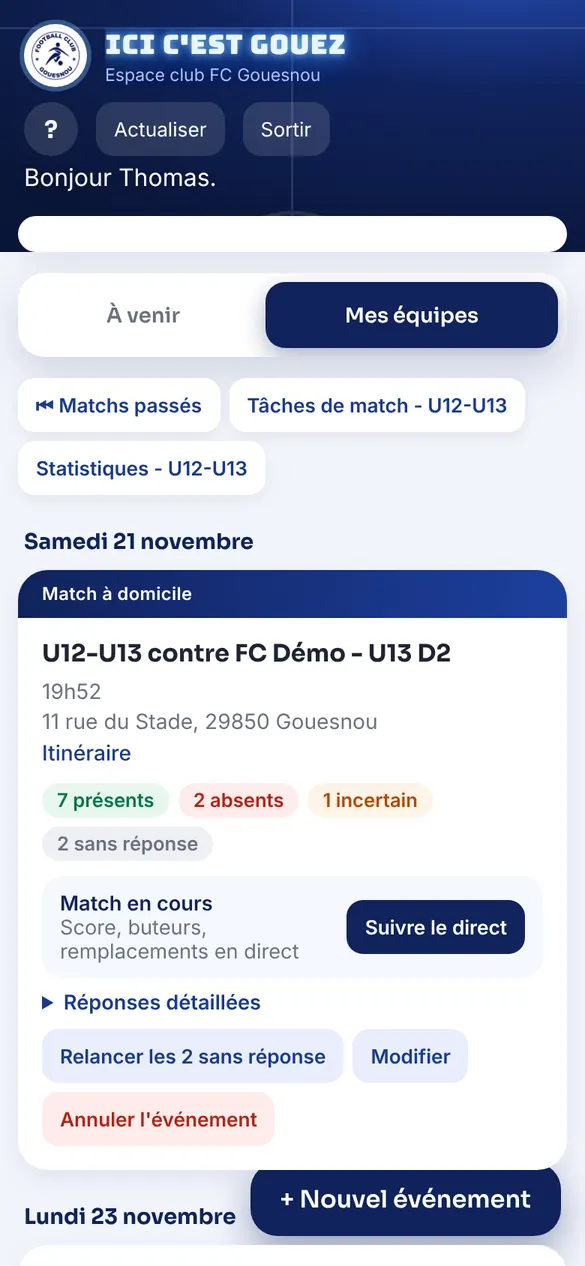 FOOTBALL CLUB
GOUESNOU
ICI C'EST GOUEZ
Espace club FC Gouesnou
?
Actualiser
Sortir
Bonjour Thomas.
À venir
Mes équipes
⏮ Matchs passés
Tâches de match - U12-U13
Statistiques - U12-U13
Samedi 21 novembre
Match à domicile
U12-U13 contre FC Démo - U13 D2
19h52
11 rue du Stade, 29850 Gouesnou
Itinéraire
7 présents
2 absents
1 incertain
2 sans réponse
Match en cours
Score, buteurs,
remplacements en direct
Suivre le direct
▶ Réponses détaillées
Relancer les 2 sans réponse
Modifier
Annuler l'événement
+ Nouvel événement
Lundi 23 novembre